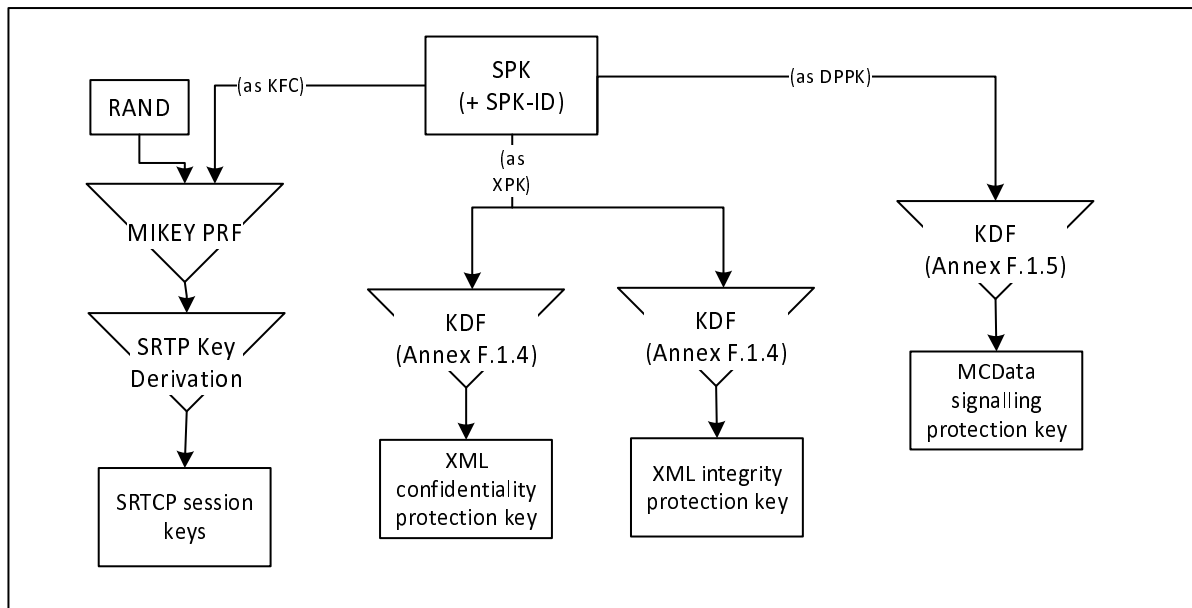 SPK
(+ SPK-ID)
(as KFC)
(as DPPK)
RAND
(as
XPK)
MIKEY PRF
KDF
(Annex F.1.5)
SRTP Key
Derivation
KDF
(Annex F.1.4)
KDF
(Annex F.1.4)
MCData
signalling
protection key
SRTCP session
keys
XML
confidentiality
protection key
XML integrity
protection key